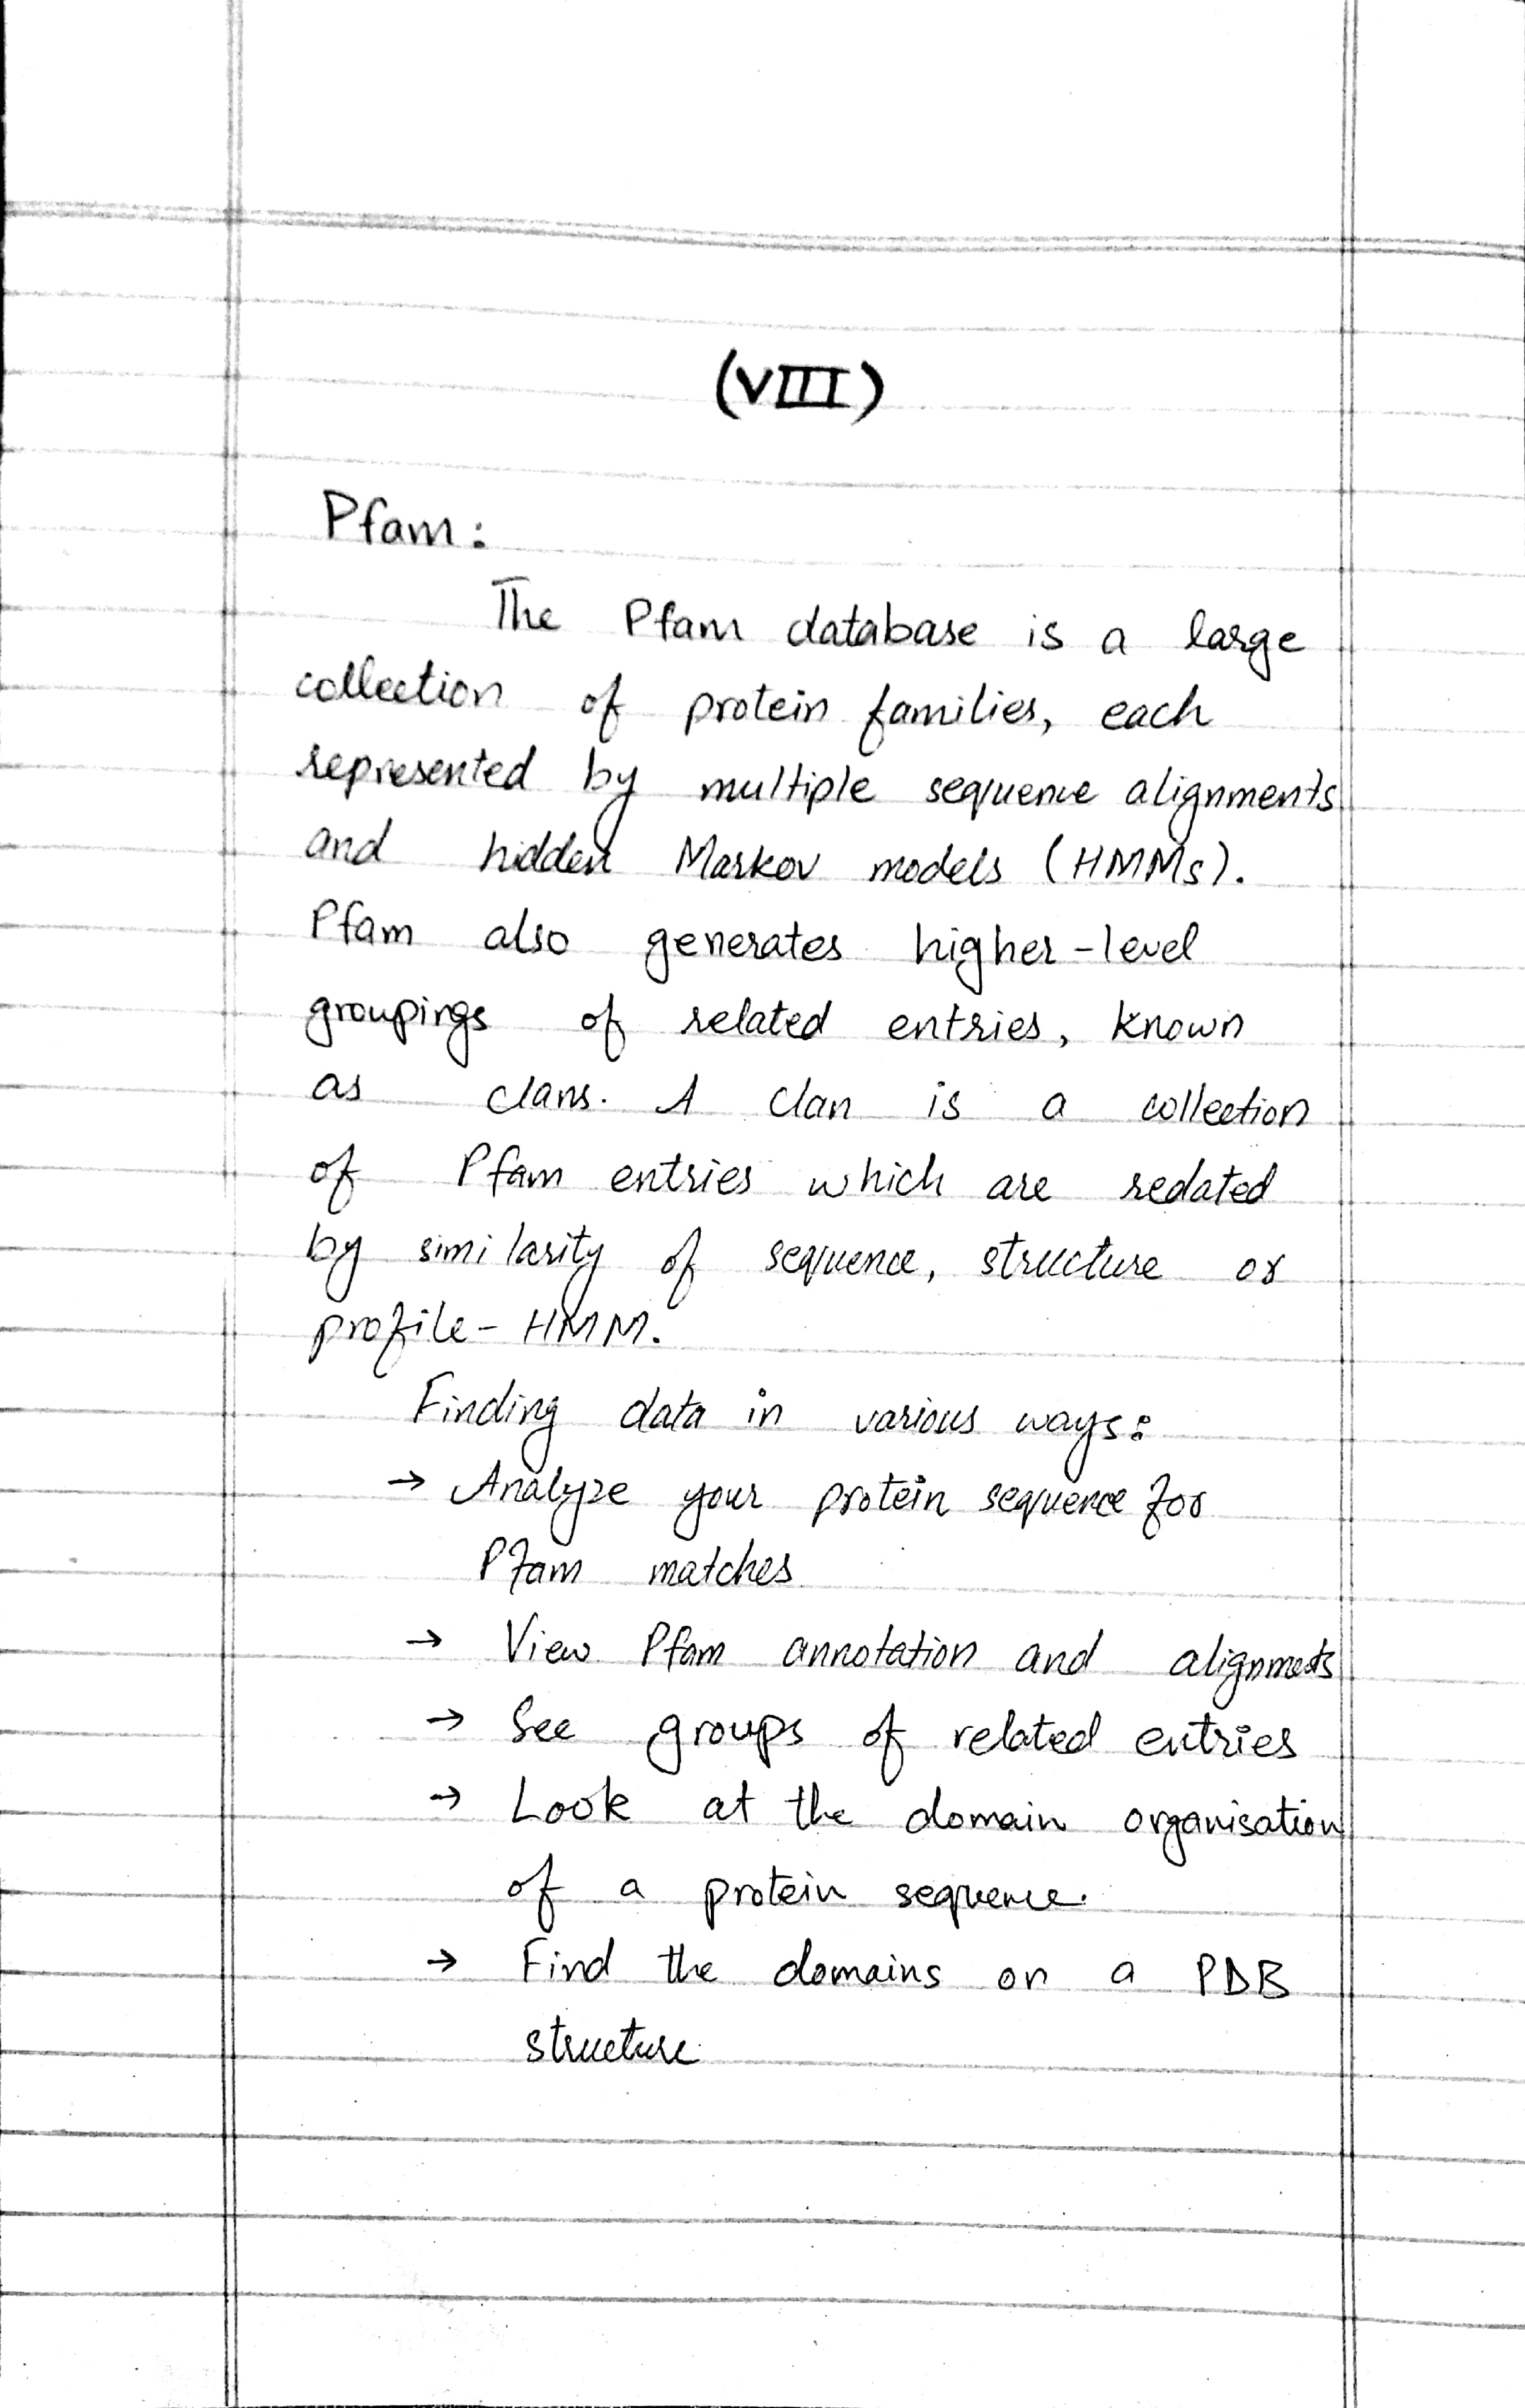 (VIII)
Pfam:
The Pfam database is a large
collection of protein families, each
represented by multiple sequence alignments
and hidden Markov models (HMMs).
Pfam also generates higher-level
groupings of related entries, known
as clans. A clan is a collection
of Pfam entries which are redated
by similarity of sequence, structure or
profile-HMM.
Finding data in various ways:
→ Analyze your protein sequence for
Pfam matches
→ View Pfam annotation and alignments
→ See groups of related entries
→ Look at the domain organisation
of a protein sequence.
→ Find the domains on a PDB
structure